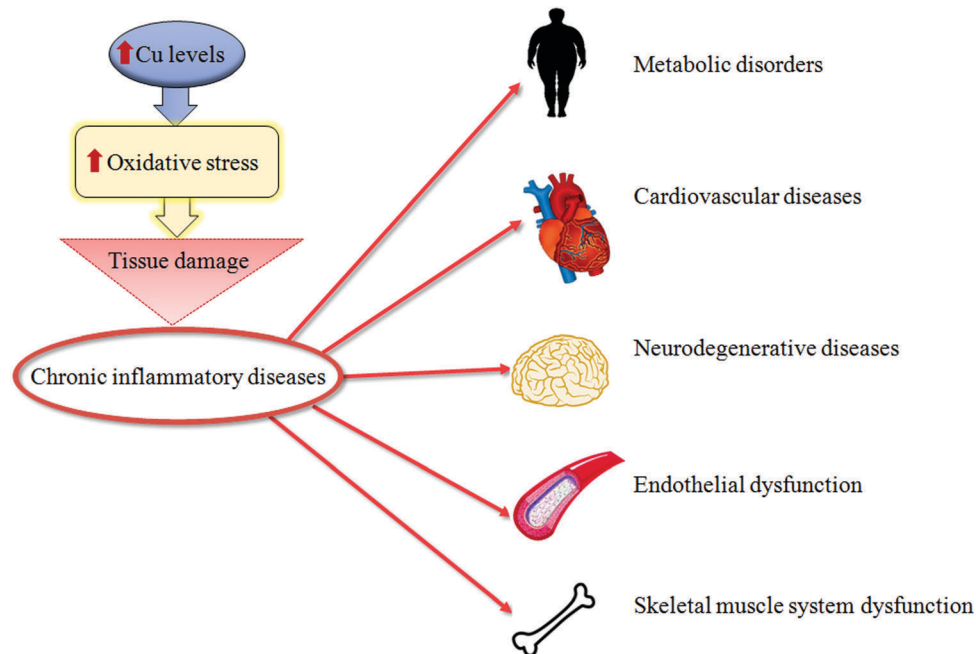 Cu levels
Oxidative stress
Tissue damage
Chronic inflammatory diseases
Metabolic disorders
Cardiovascular diseases
Neurodegenerative diseases
Endothelial dysfunction
Skeletal muscle system dysfunction